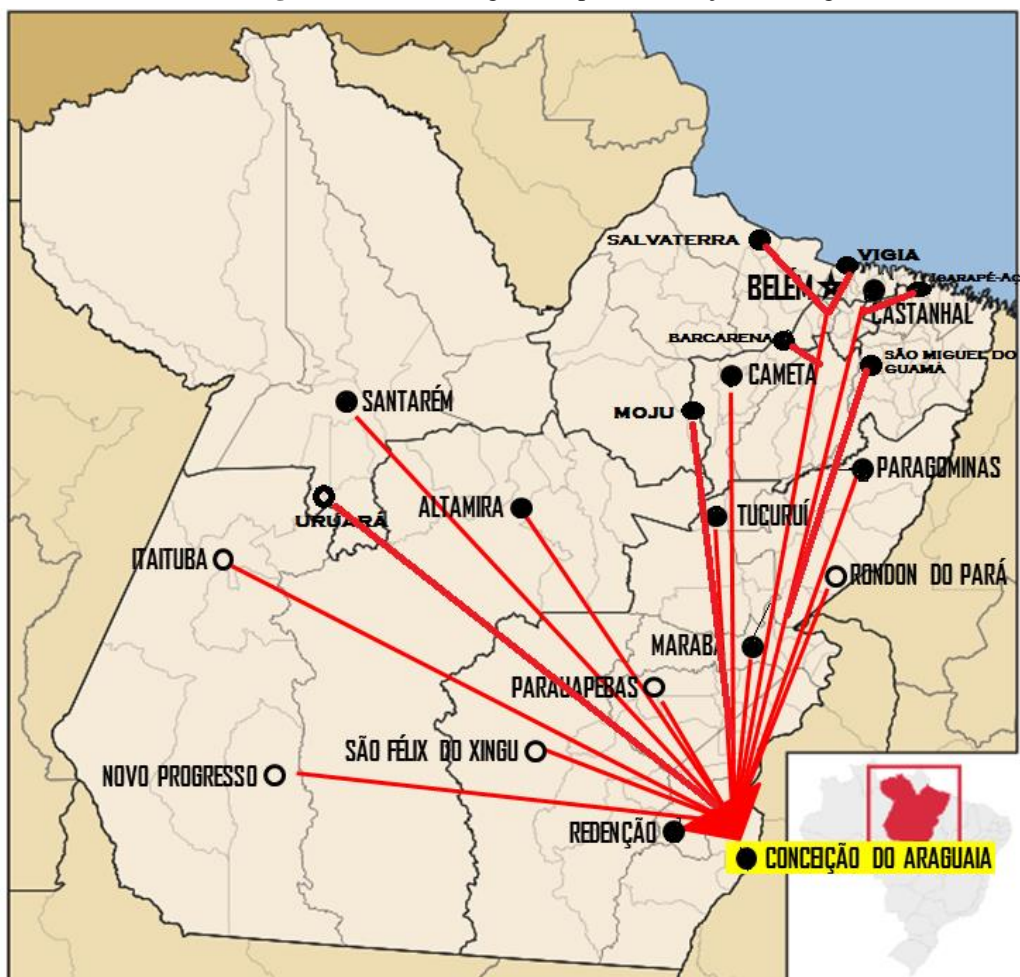 SALVATERRA
VIGIA
BELÉM
CASTANHAL
BARCARENA
SÃO MIGUEL DO
GUAMÁ
CAMETA
SANTARÉM
MOJU
PARAGOMINAS
ALTAMIRA
TUCURUÍ
URUARÁ
ITAITUBA
RONDON DO PARÁ
MARABÁ
PARAUAPEBAS
SÃO FÉLIX DO XINGU
NOVO PROGRESSO
REDENÇÃO
CONCEIÇÃO DO ARAGUAIA